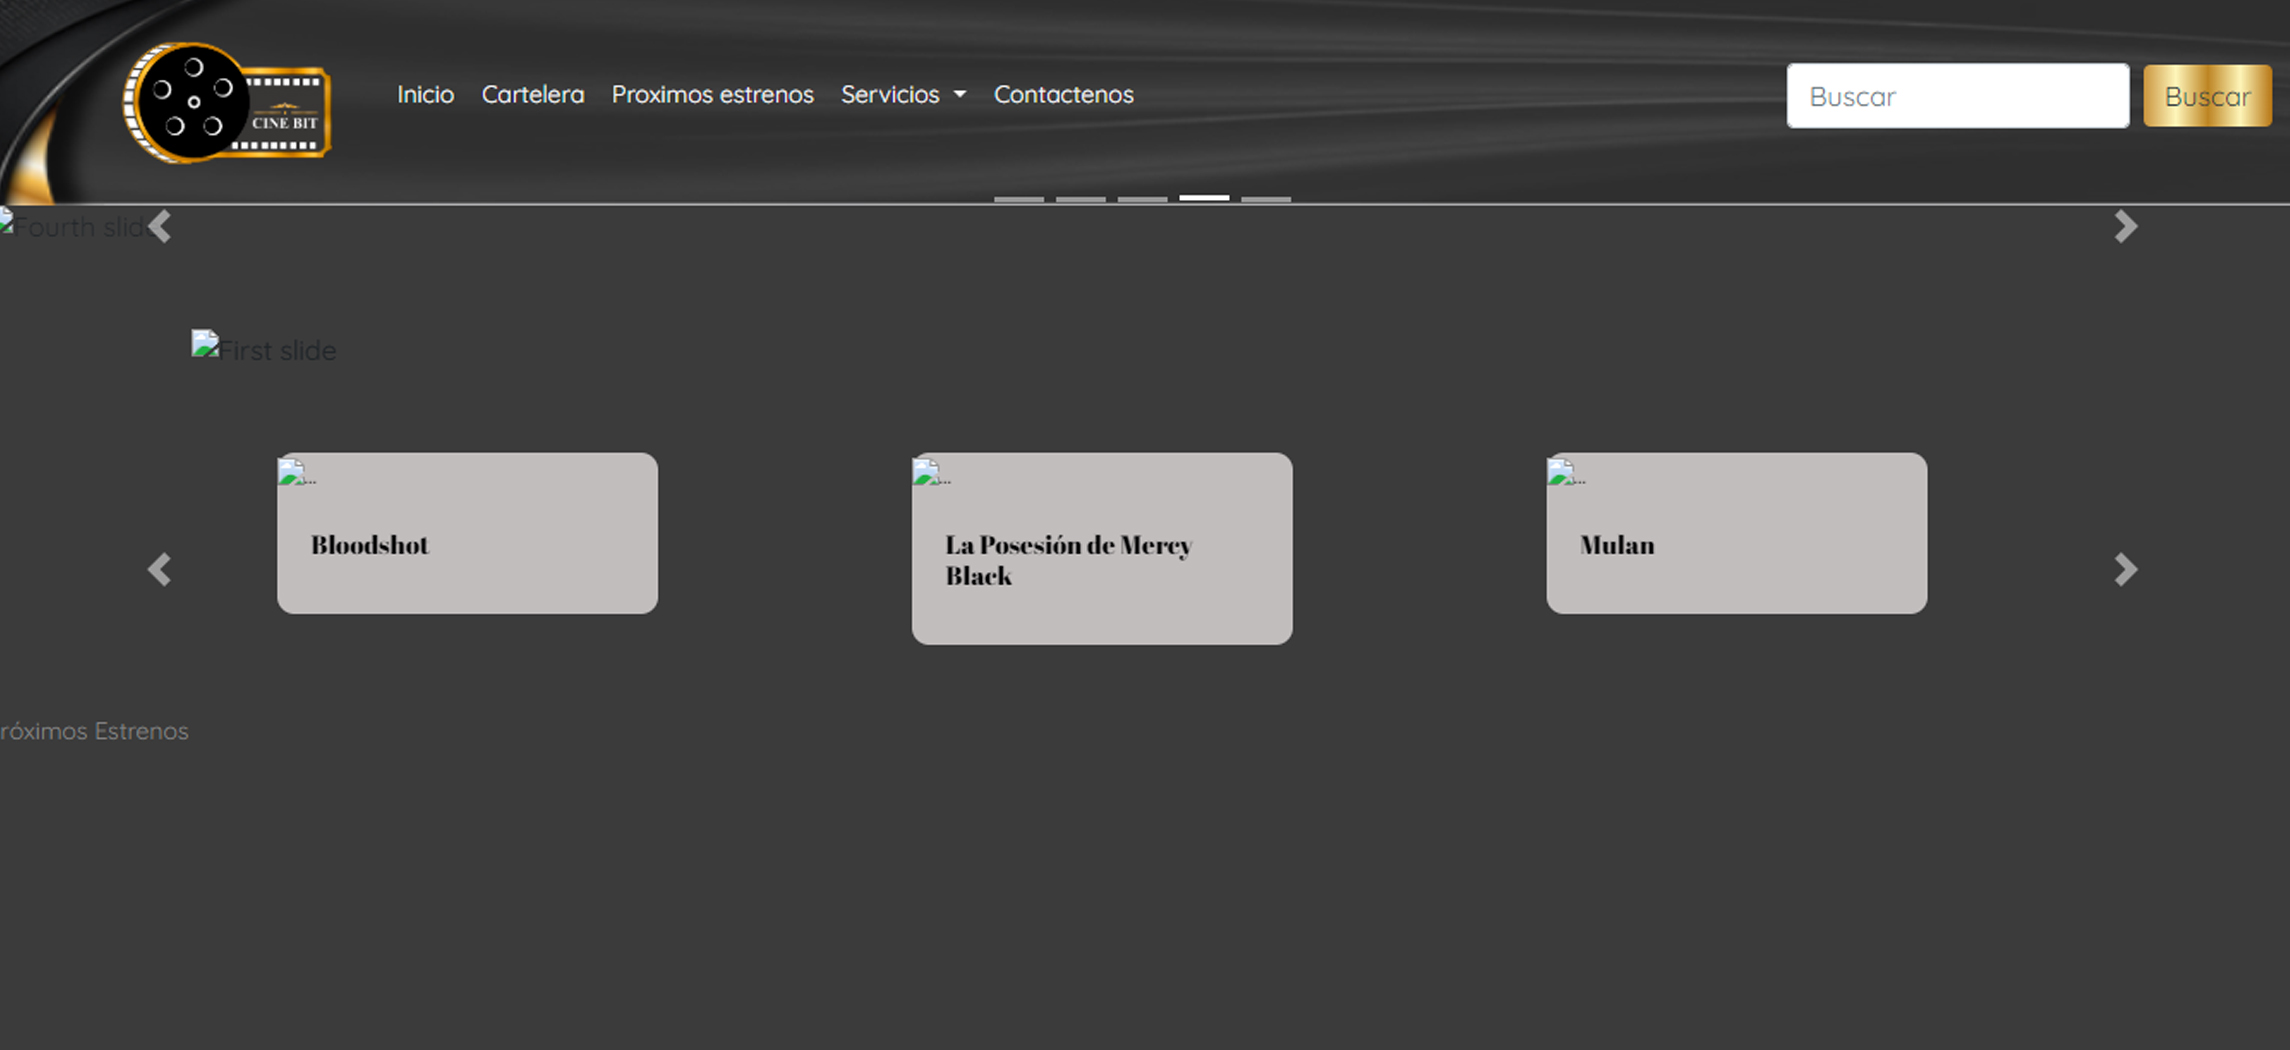 CINE BIT
Inicio Cartelera Proximos estrenos Servicios Contactenos
Buscar Buscar
Fourth slide
First slide
...
Bloodshot
...
La Posesión de Mercy
Black
...
Mulan
róximos Estrenos